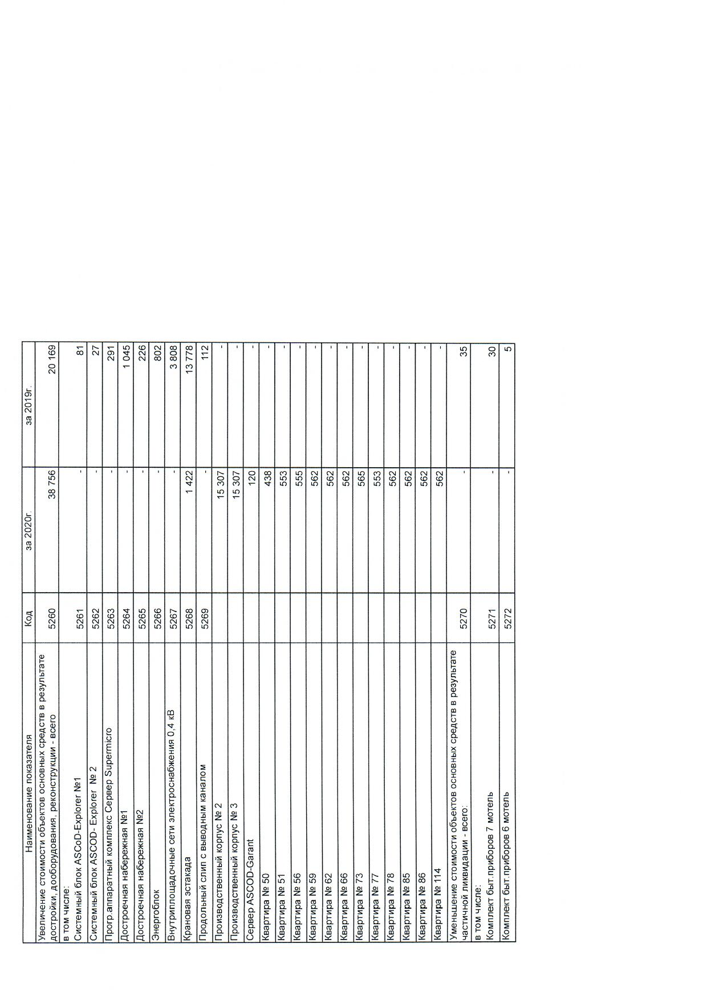 Наименование показателя Код за 2020г. за 2019г.
Увеличение стоимости объектов основных средств в результате
достройки, дооборудования, реконструкции - всего 5260 38 756 20 169
в том числе:
Системный блок ASCoD-Explorer №1 5261 - 81
Системный блок ASCOD- Explorer № 2 5262 - 27
Прогр.аппаратный комплекс Сервер Supermicro 5263 - 291
Достроечная набережная №1 5264 - 1 045
Достроечная набережная №2 5265 - 226
Энергоблок 5266 - 802
Внутриплощадочные сети электроснабжения 0,4 кВ 5267 - 3 808
Крановая эстакада 5268 1 422 13 778
Продольный слип с выводным каналом 5269 - 112
Производственный корпус № 2 15 307 -
Производственный корпус № 3 15 307 -
Сервер ASCOD-Garant 120 -
Квартира № 50 438 -
Квартира № 51 553 -
Квартира № 56 555 -
Квартира № 59 562 -
Квартира № 62 562 -
Квартира № 66 562 -
Квартира № 73 565 -
Квартира № 77 553 -
Квартира № 78 562 -
Квартира № 85 562 -
Квартира № 86 562 -
Квартира № 114 562 -
Уменьшение стоимости объектов основных средств в результате
частичной ликвидации - всего: 5270 - 35
в том числе:
Комплект быт.приборов 7 мотель 5271 - 30
Комплект быт.приборов 6 мотель 5272 - 5